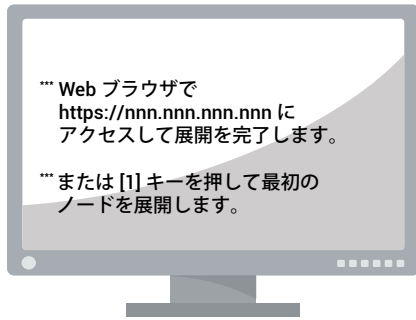 *** Web ブラウザで
https://nnn.nnn.nnn.nnn に
アクセスして展開を完了します。
*** または [1] キーを押して最初の
ノードを展開します。